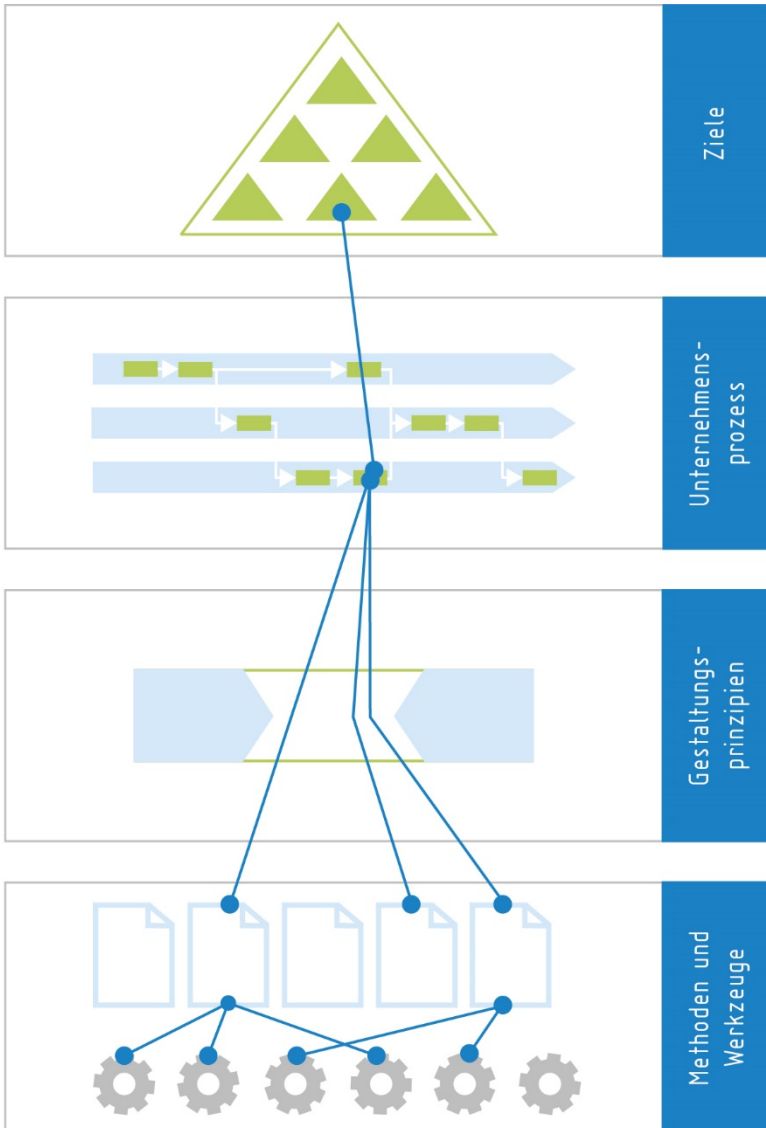 Ziele
Unternehmens-
prozess
Gestaltungs-
prinzipien
Methoden und
Werkzeuge